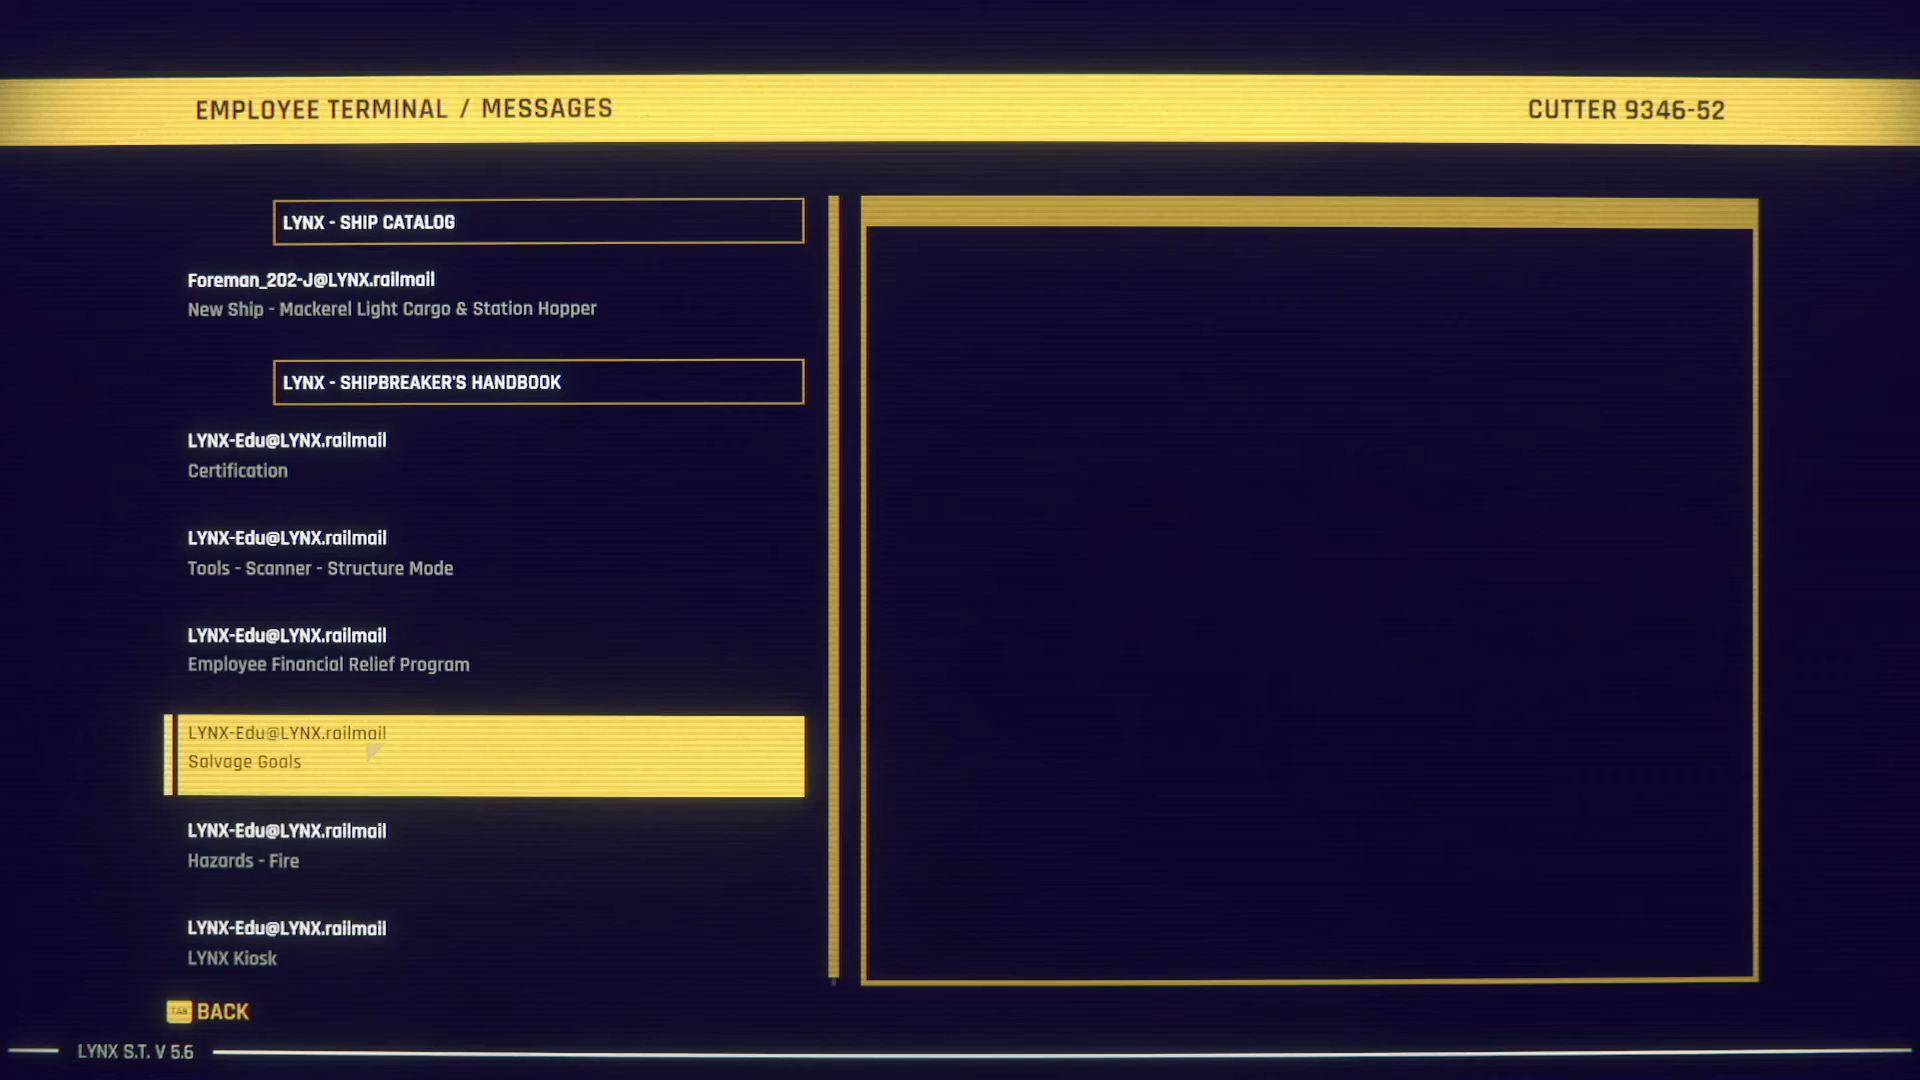 EMPLOYEE TERMINAL / MESSAGES
CUTTER 9346-52
LYNX - SHIP CATALOG
Foreman_202-J@LYNX.railmail
New Ship - Mackerel Light Cargo & Station Hopper
LYNX - SHIPBREAKER'S HANDBOOK
LYNX-Edu@LYNX.railmail
Certification
LYNX-Edu@LYNX.railmail
Tools - Scanner - Structure Mode
LYNX-Edu@LYNX.railmail
Employee Financial Relief Program
LYNX-Edu@LYNX.railmail
Salvage Goals
LYNX-Edu@LYNX.railmail
Hazards - Fire
LYNX-Edu@LYNX.railmail
LYNX Kiosk
TAB BACK
LYNX S.T. V 5.6